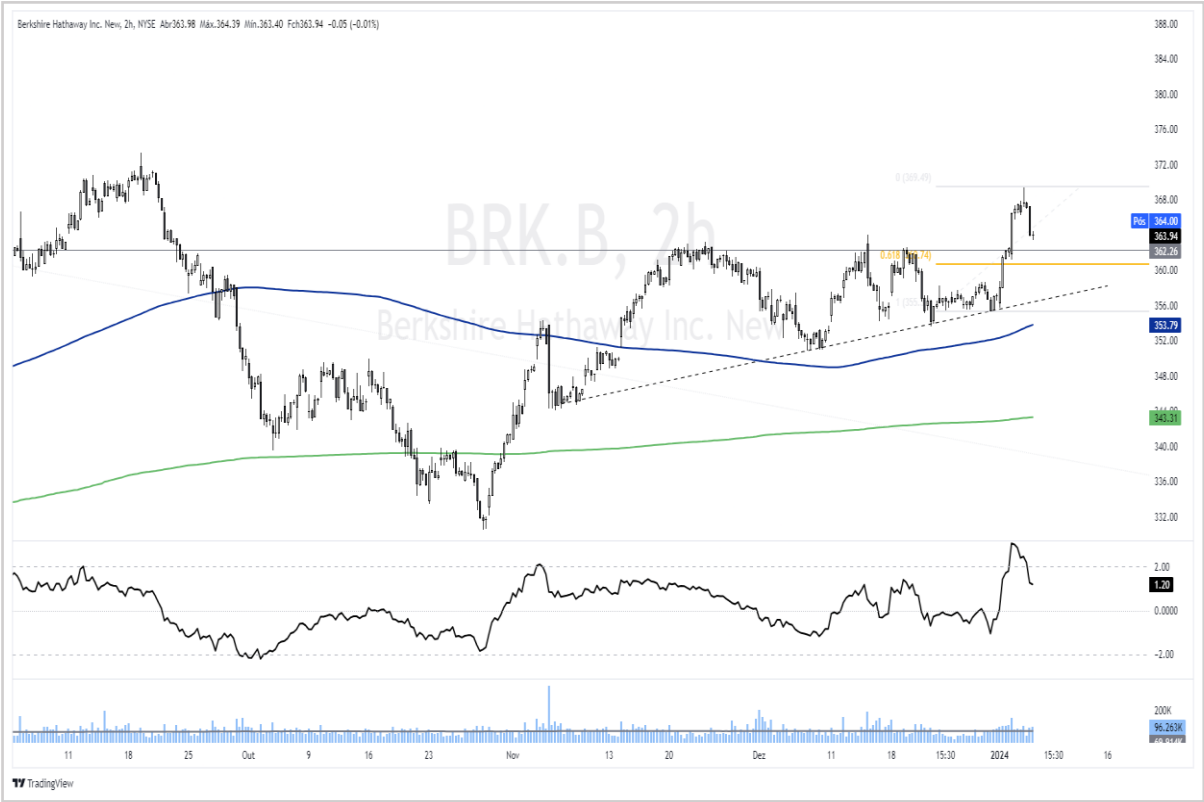 Berkshire Hathaway Inc. New, 2h, NYSE Abr363.98 Máx.364.39 Mín.363.40 Fch363.94 −0.05 (−0.01%)
388.00
384.00
380.00
376.00
372.00
368.00
Pós 364.00
363.94
362.26
360.00
356.00
353.79
352.00
348.00
343.31
340.00
336.00
332.00
BRK.B, 2h
Berkshire Hathaway Inc. New
0 (369.49)
0.618
2.00
1.20
0.0000
−2.00
200K
96.263K
11 18 25 Out 9 16 23 Nov 13 20 Dez 11 18 15:30 2024 15:30 16
TradingView